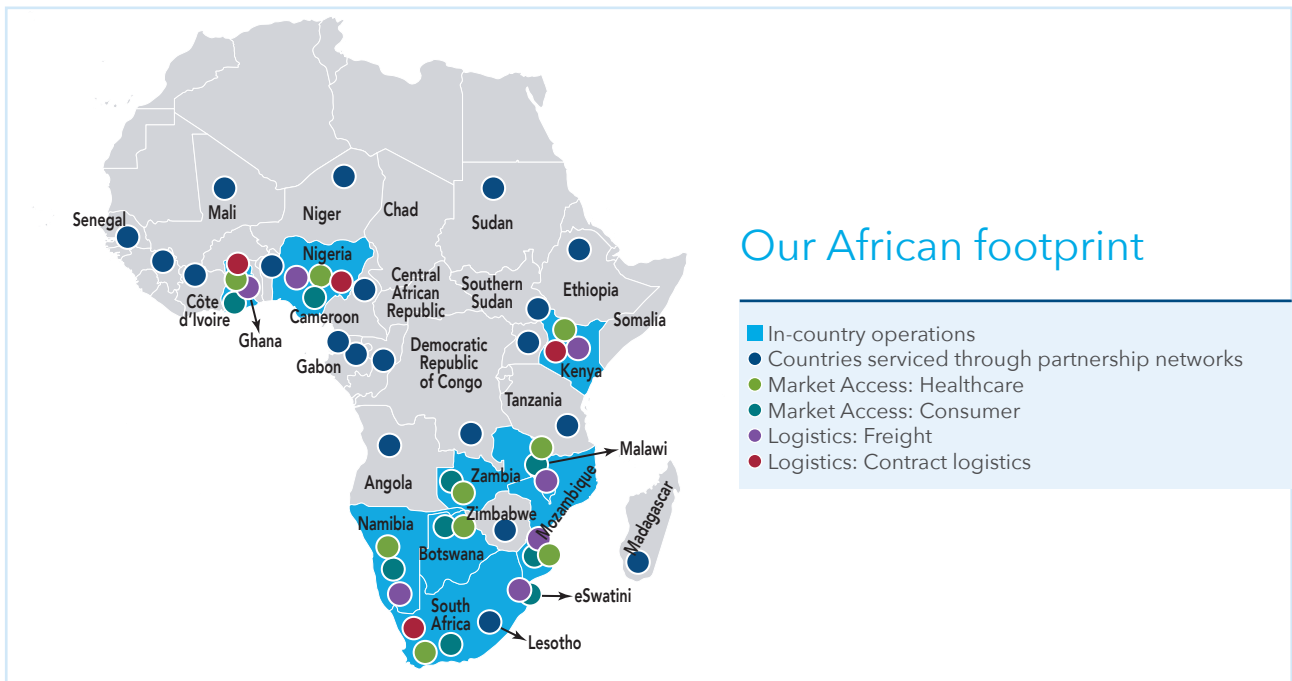 Senegal
Mali
Niger
Chad
Sudan
Nigeria
Côte
d’Ivoire
Ghana
Cameroon
Central
African
Republic
Southern
Sudan
Ethiopia
Somalia
Gabon
Democratic
Republic
of Congo
Kenya
Tanzania
Angola
Zambia
Malawi
Mozambique
Zimbabwe
Madagascar
Namibia
Botswana
South
Africa
eSwatini
Lesotho
Our African footprint
In-country operations
Countries serviced through partnership networks
Market Access: Healthcare
Market Access: Consumer
Logistics: Freight
Logistics: Contract logistics